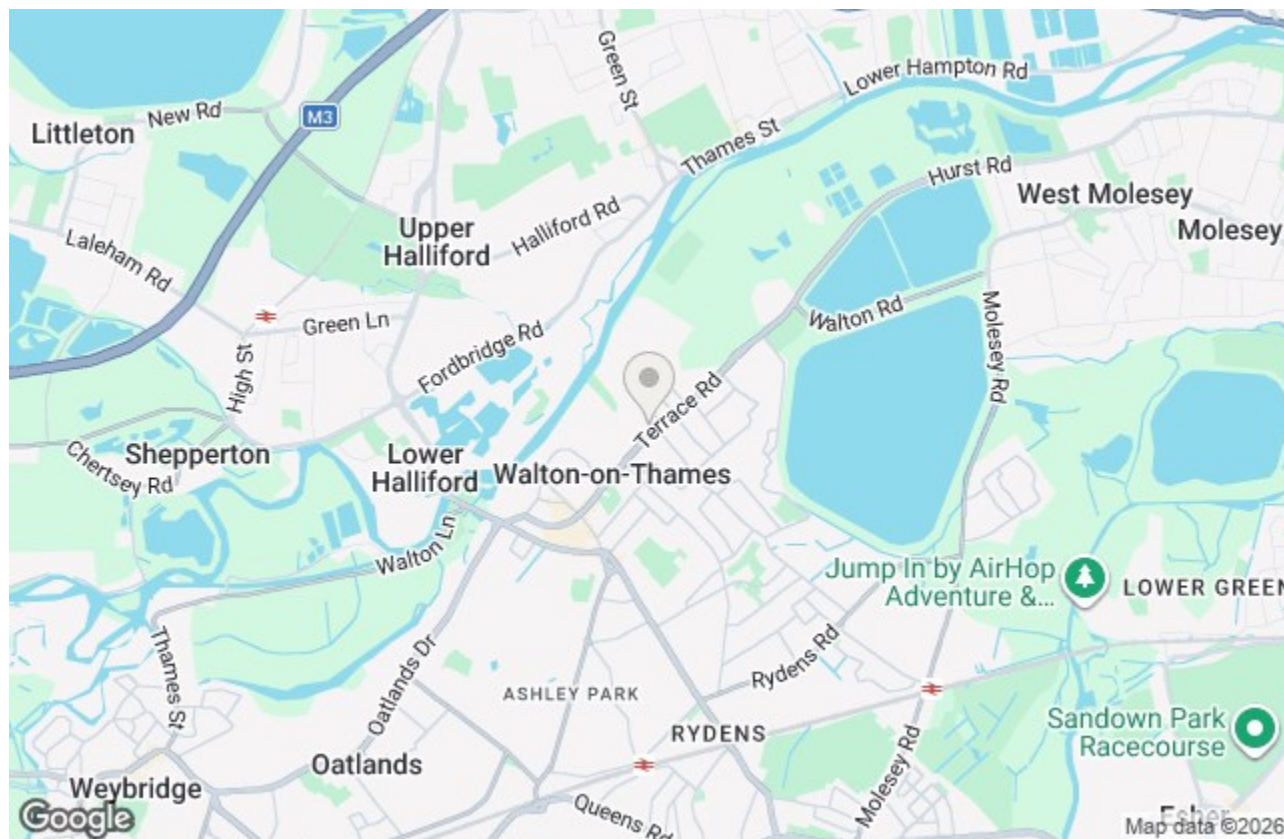 Green St
Lower Hampton Rd
New Rd
M3
Littleton
Thames St
Hurst Rd
West Molesey
Upper
Halliford
Halliford Rd
Molesey
Laleham Rd
Green Ln
Fordbridge Rd
Walton Rd
Molesey Rd
High St
Terrace Rd
Shepperton
Chertsey Rd
Lower
Halliford
Walton-on-Thames
Walton Ln
Jump In by AirHop
Adventure &...
LOWER GREEN
Thames St
Oatlands Dr
Rydens Rd
ASHLEY PARK
RYDENS
Sandown Park
Racecourse
Molesey Rd
Oatlands
Weybridge
Queens Rd
Esher
Google
Map data ©2026